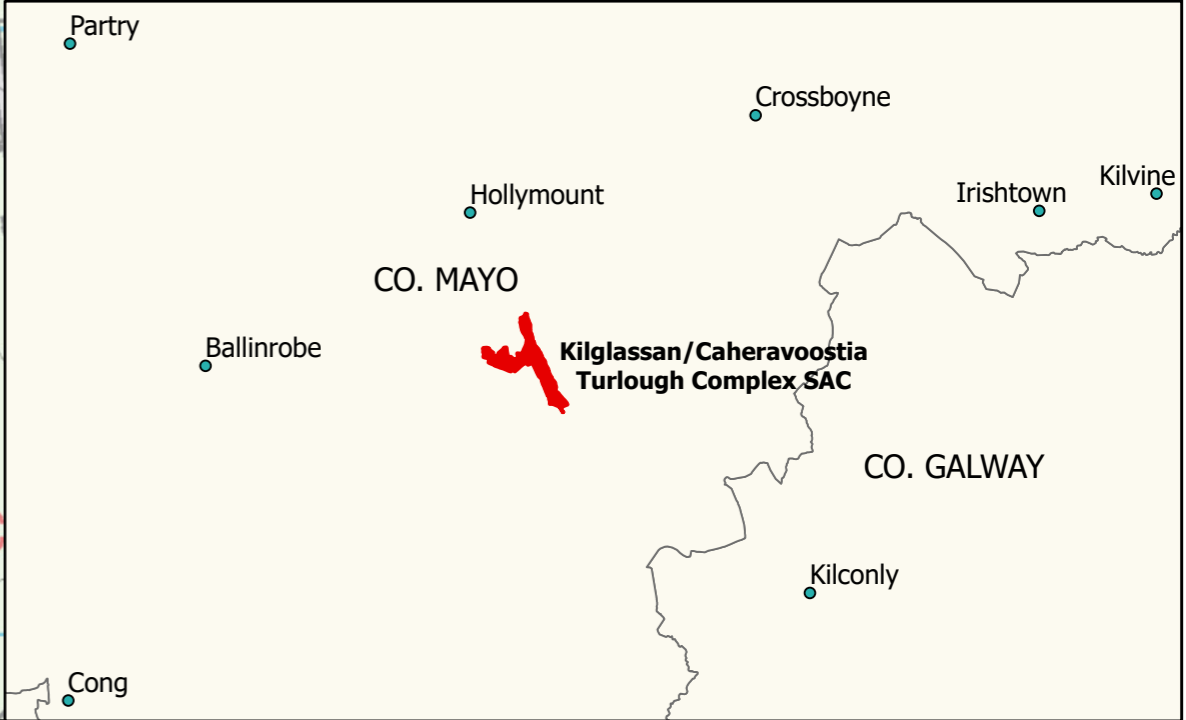 Partry
Crossboyne
Kilvine
Irishtown
Hollymount
CO. MAYO
Ballinrobe
Kilglassan/Caheravoostia
Turlough Complex SAC
CO. GALWAY
Kilconly
Cong